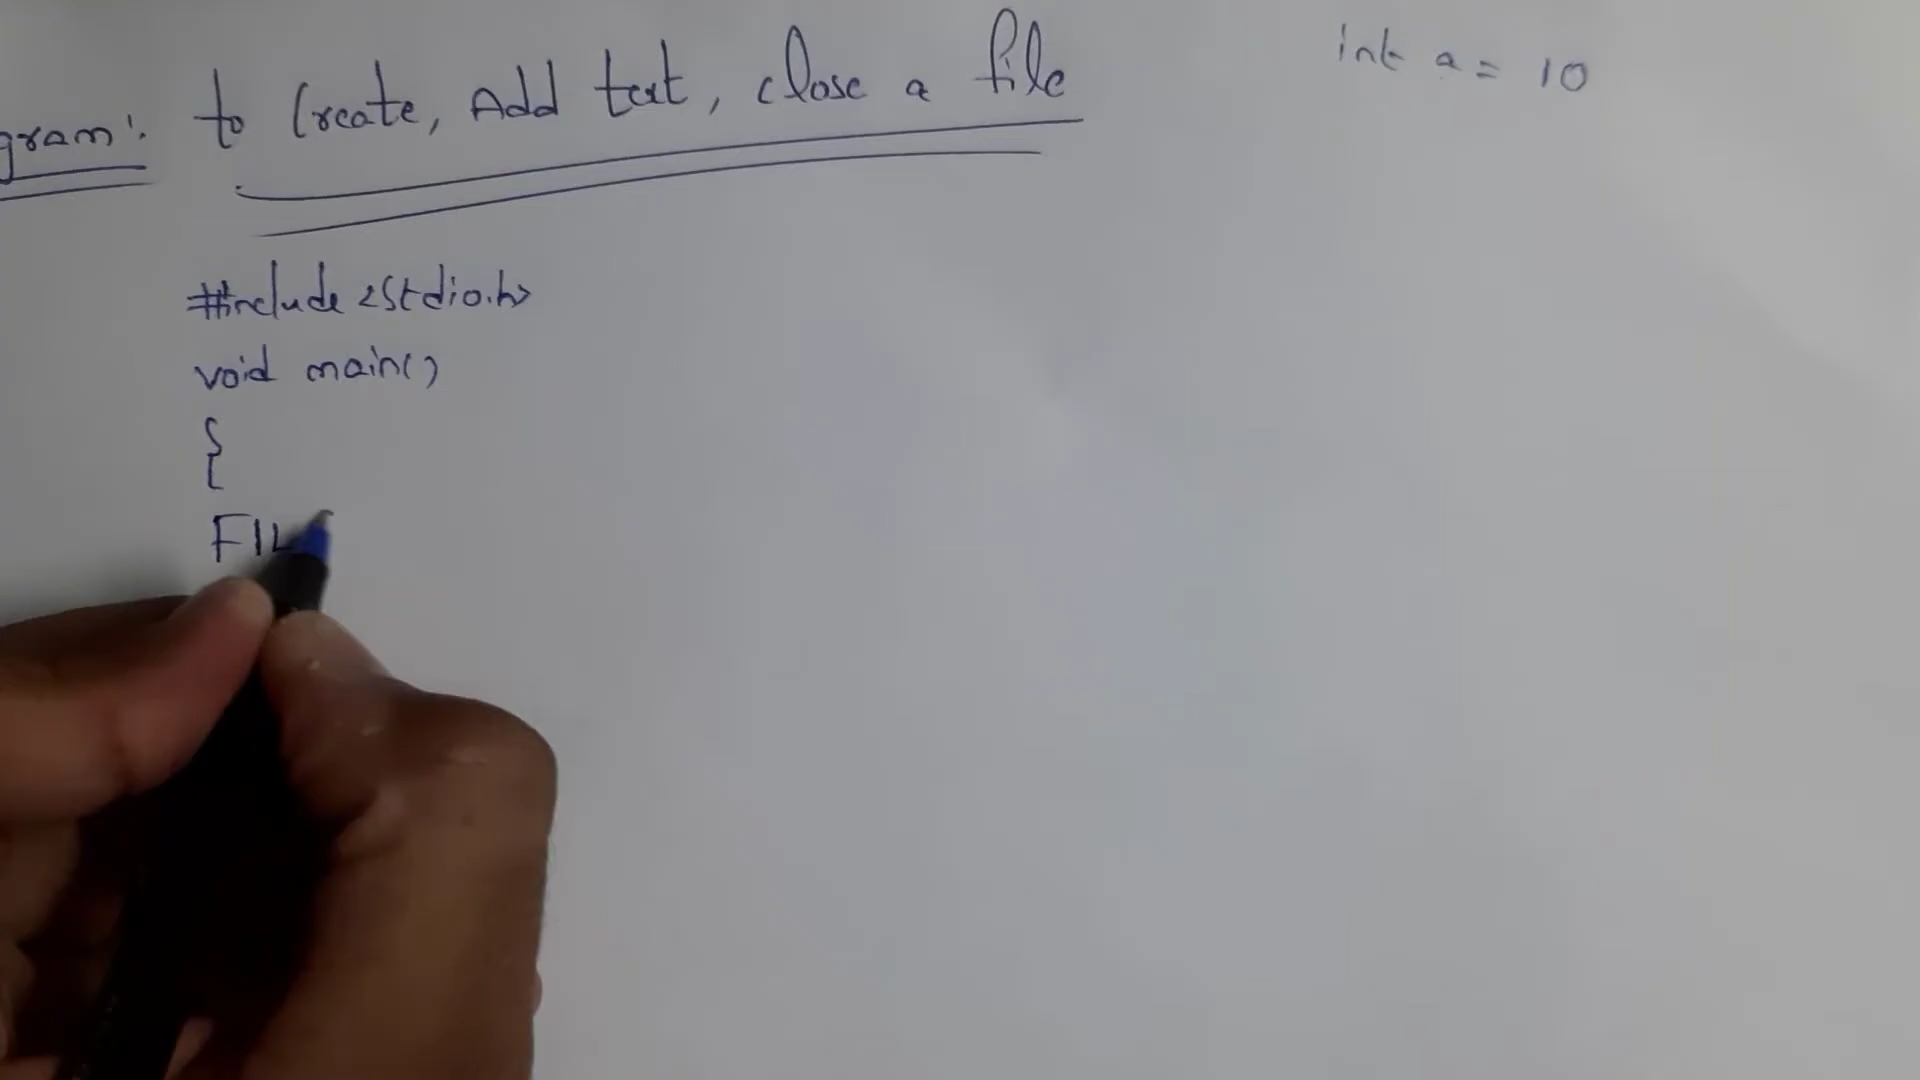 gram: to Create, Add text, close a file
int a = 10
#include <stdio.h>
void main()
{
FIL